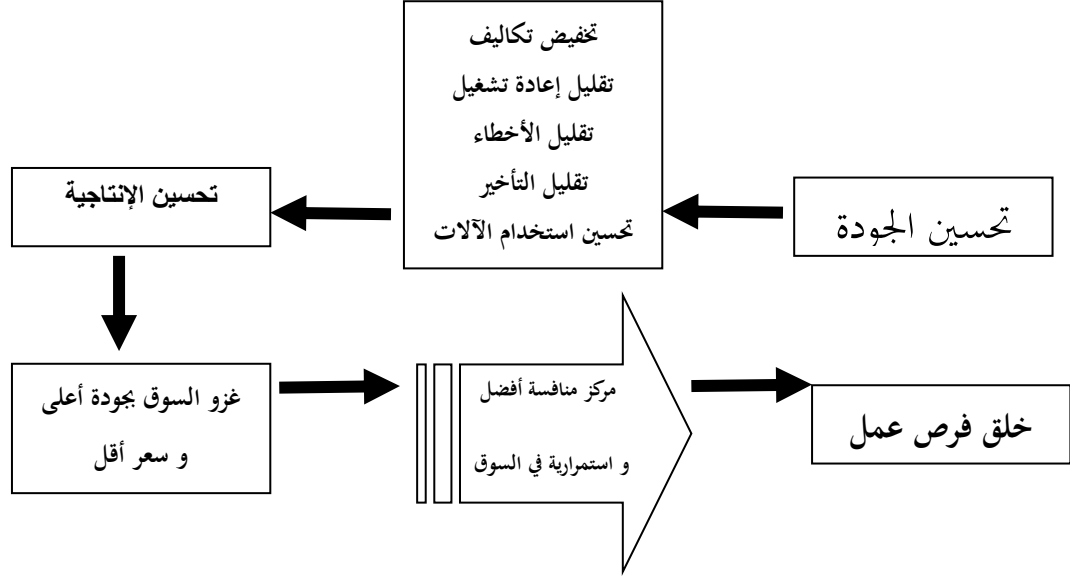 تحسين الجودة
تخفيض تكاليف
تقليل إعادة تشغيل
تقليل الأخطاء
تقليل التأخير
تحسين استخدام الآلات
تحسين الإنتاجية
غزو السوق بجودة أعلى
و سعر أقل
مركز منافسة أفضل
و استمرارية في السوق
خلق فرص عمل